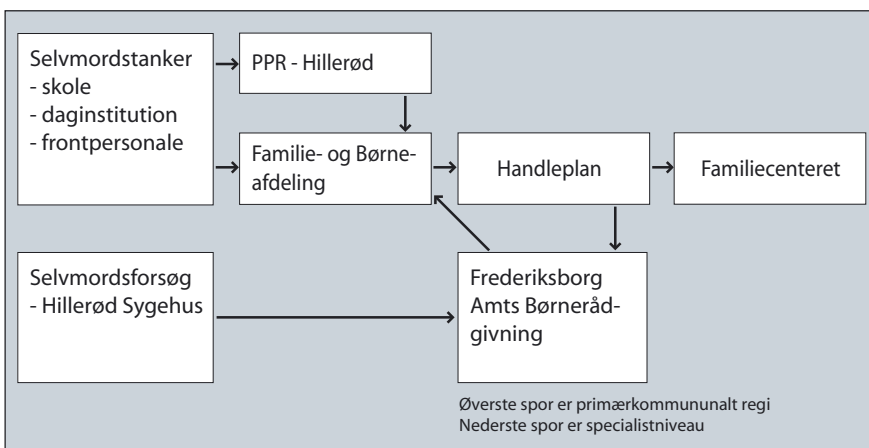 Selvmordstanker
- skole
- daginstitution
- frontpersonale
PPR - Hillerød
Familie- og Børne-
afdeling
Handleplan
Familiecenteret
Selvmordsforsøg
- Hillerød Sygehus
Frederiksborg
Amts Børneråd-
givning
Øverste spor er primærkommununalt regi
Nederste spor er specialistniveau